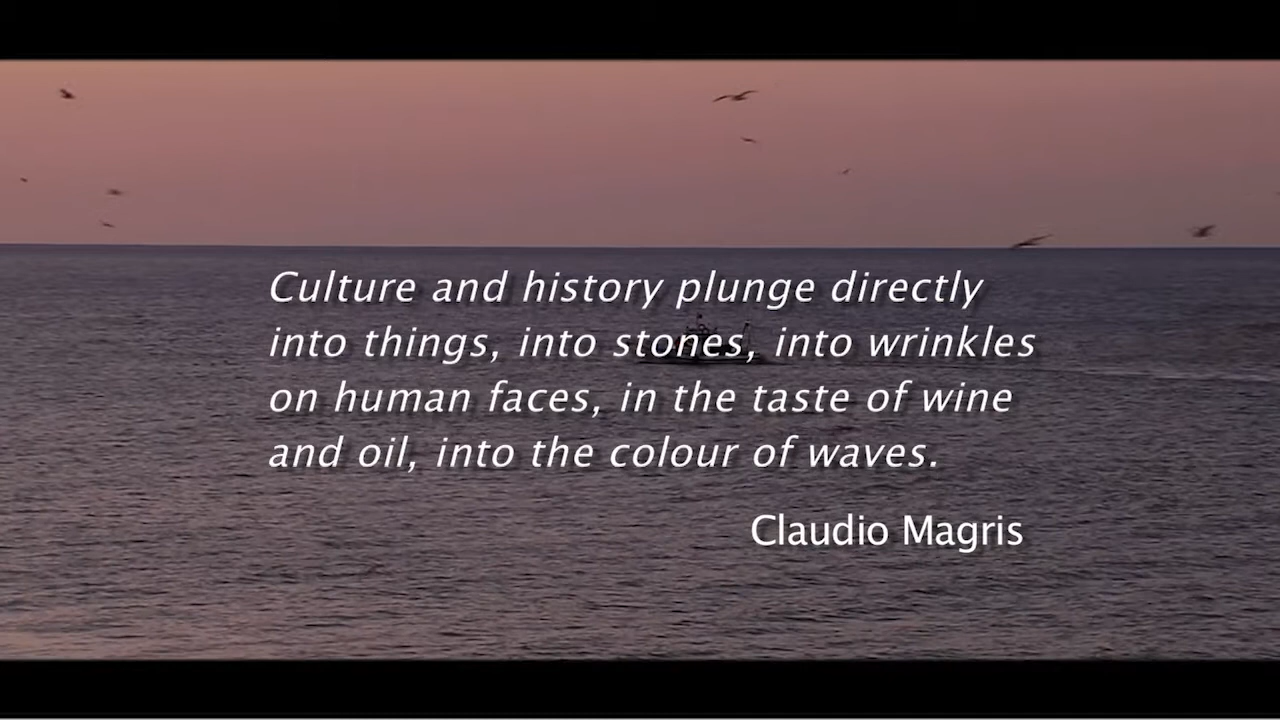 Culture and history plunge directly
into things, into stones, into wrinkles
on human faces, in the taste of wine
and oil, into the colour of waves.
Claudio Magris